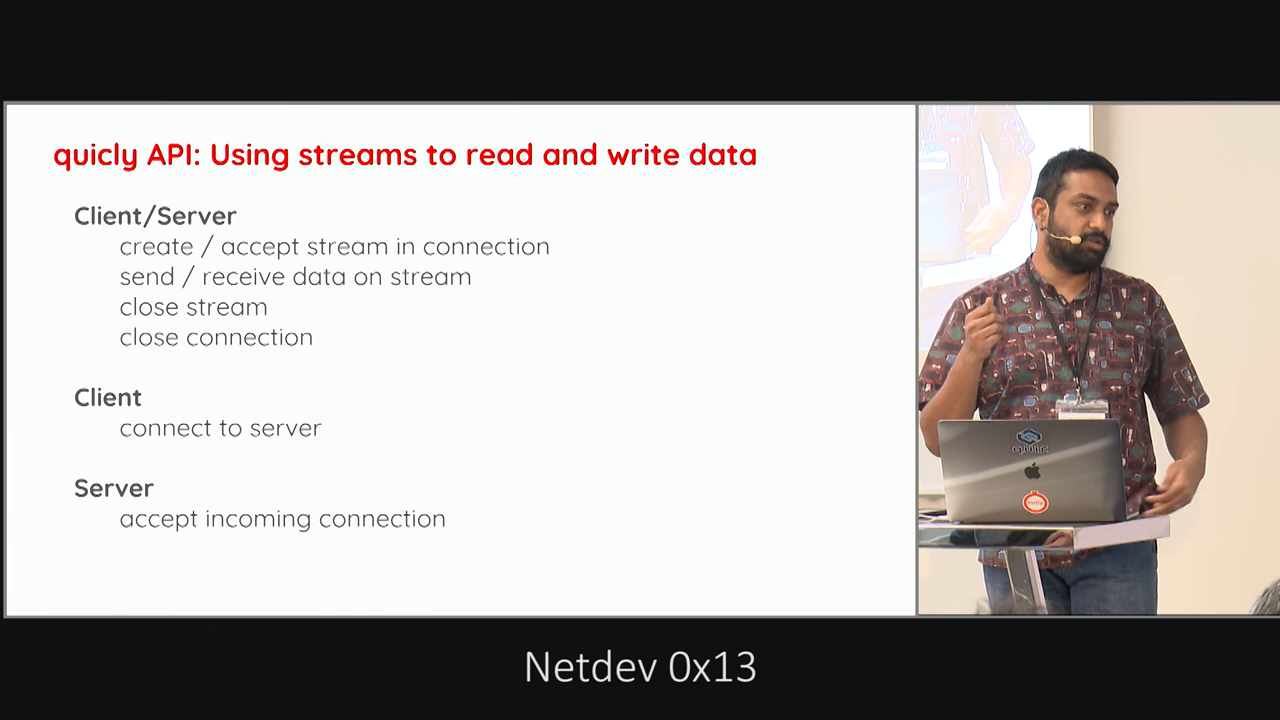 quicly API: Using streams to read and write data
Client/Server
create / accept stream in connection
send / receive data on stream
close stream
close connection
Client
connect to server
Server
accept incoming connection
Netdev 0x13